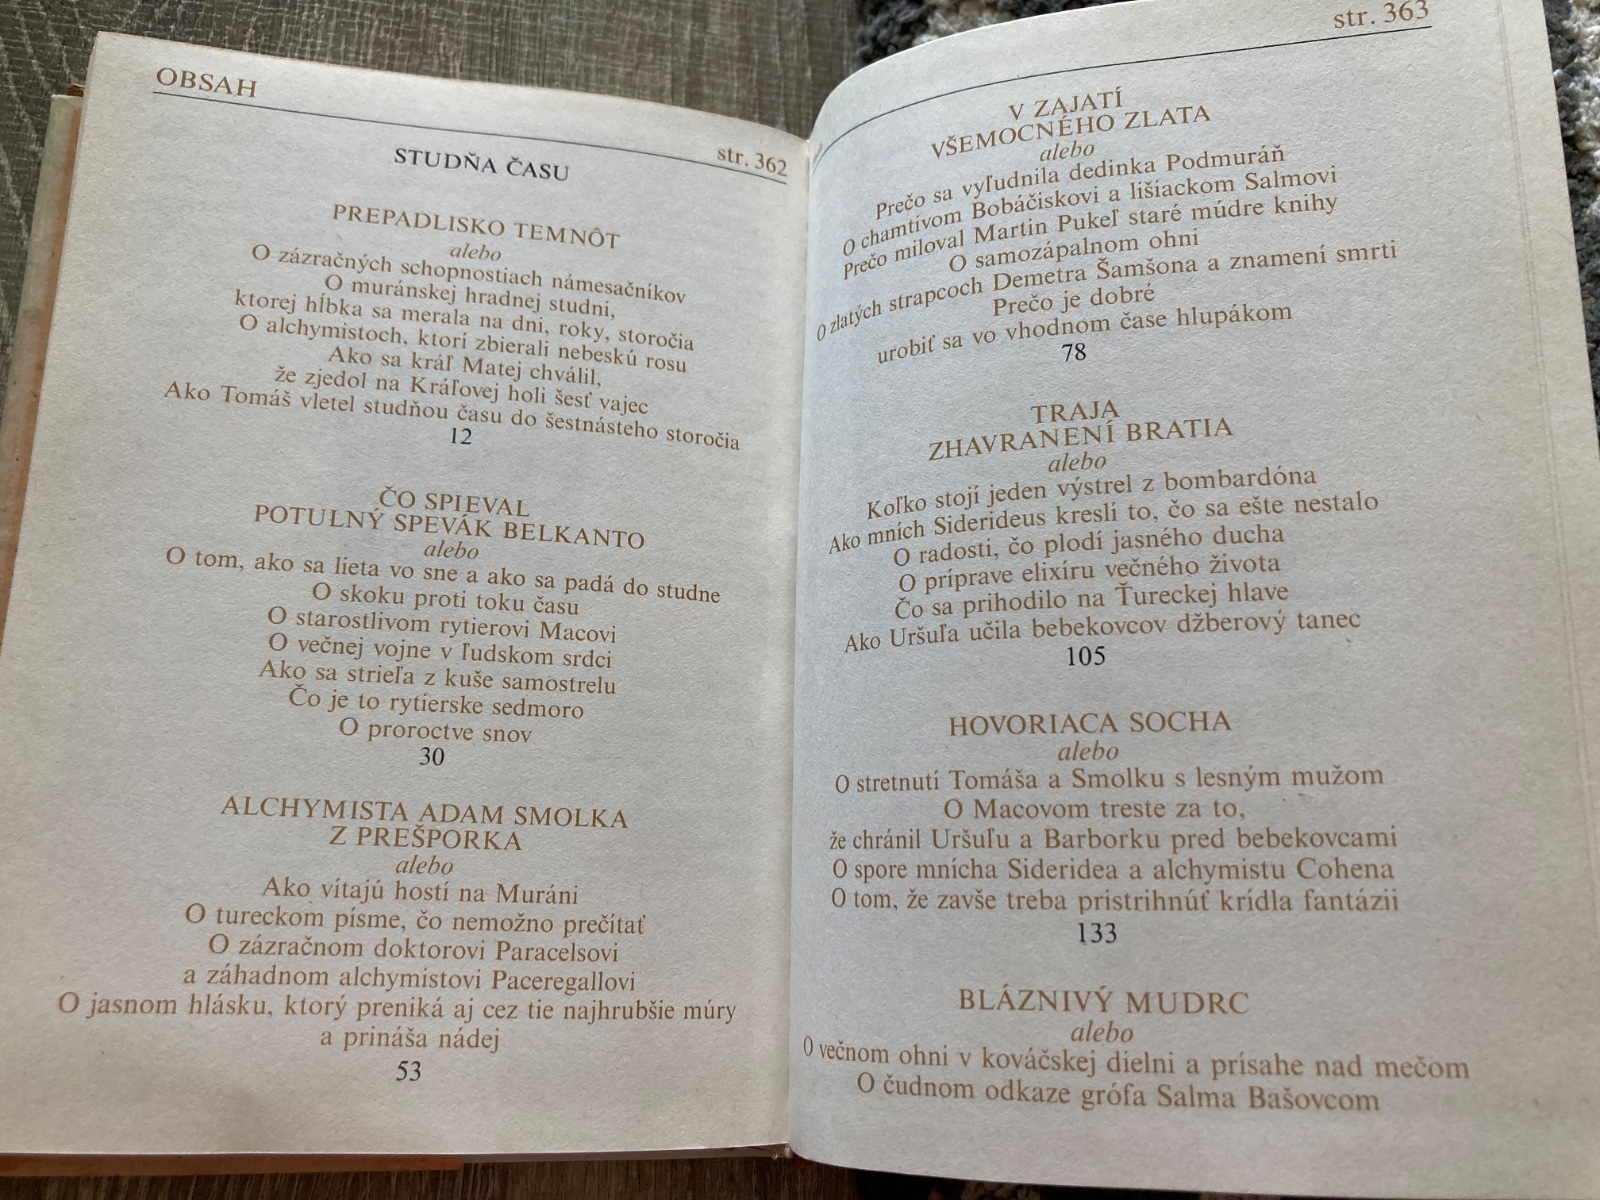 OBSAH
str. 362
STUDŇA ČASU
PREPADLISKO TEMNÔT
alebo
O zázračných schopnostiach námesačníkov
O muránskej hradnej studni,
ktorej hĺbka sa merala na dni, roky, storočia
O alchymistoch, ktorí zbierali nebeskú rosu
Ako sa kráľ Matej chválil,
že zjedol na Kráľovej holi šesť vajec
Ako Tomáš vletel studňou času do šestnásteho storočia
12
ČO SPIEVAL
POTULNÝ SPEVÁK BELKANTO
alebo
O tom, ako sa lieta vo sne a ako sa padá do studne
O skoku proti toku času
O starostlivom rytierovi Macovi
O večnej vojne v ľudskom srdci
Ako sa strieľa z kuše samostrelu
Čo je to rytierske sedmoro
O proroctve snov
30
ALCHYMISTA ADAM SMOLKA
Z PREŠPORKA
alebo
Ako vítajú hostí na Muráni
O tureckom písme, čo nemožno prečítať
O zázračnom doktorovi Paracelsovi
a záhadnom alchymistovi Paceregallovi
O jasnom hlásku, ktorý preniká aj cez tie najhrubšie múry
a prináša nádej
53
str. 363
V ZAJATÍ
VŠEMOCNÉHO ZLATA
alebo
Prečo sa vyľudnila dedinka Podmuráň
O chamtivom Bobáčiskovi a lišiackom Salmovi
Prečo miloval Martin Pukeľ staré múdre knihy
O samozápalnom ohni
O zlatých strapcoch Demetra Šamšona a znamení smrti
Prečo je dobré
urobiť sa vo vhodnom čase hlupákom
78
TRAJA
ZHAVRANENÍ BRATIA
alebo
Koľko stojí jeden výstrel z bombardóna
Ako mních Siderideus kreslí to, čo sa ešte nestalo
O radosti, čo plodí jasného ducha
O príprave elixíru večného života
Čo sa prihodilo na Ťureckej hlave
Ako Uršuľa učila bebekovcov džberový tanec
105
HOVORIACA SOCHA
alebo
O stretnutí Tomáša a Smolku s lesným mužom
O Macovom treste za to,
že chránil Uršuľu a Barborku pred bebekovcami
O spore mnícha Sideridea a alchymistu Cohena
O tom, že zavše treba pristrihnúť krídla fantázii
133
BLÁZNIVÝ MUDRC
alebo
O večnom ohni v kováčskej dielni a prísahe nad mečom
O čudnom odkaze grófa Salma Bašovcom